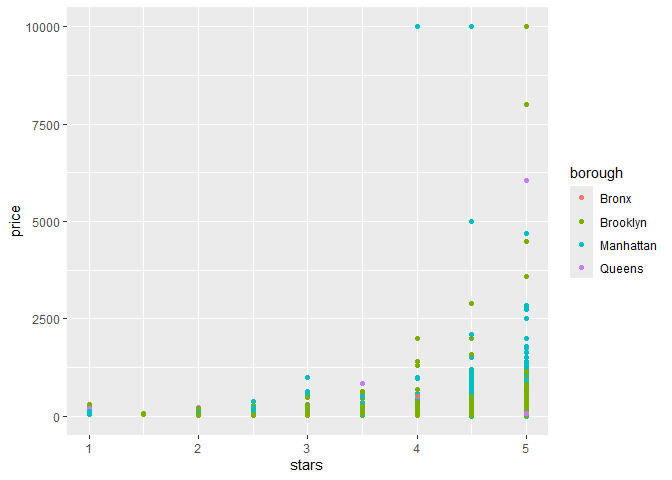 10000
7500
5000
2500
0
price
1
2
3
4
5
stars
borough
Bronx
Brooklyn
Manhattan
Queens